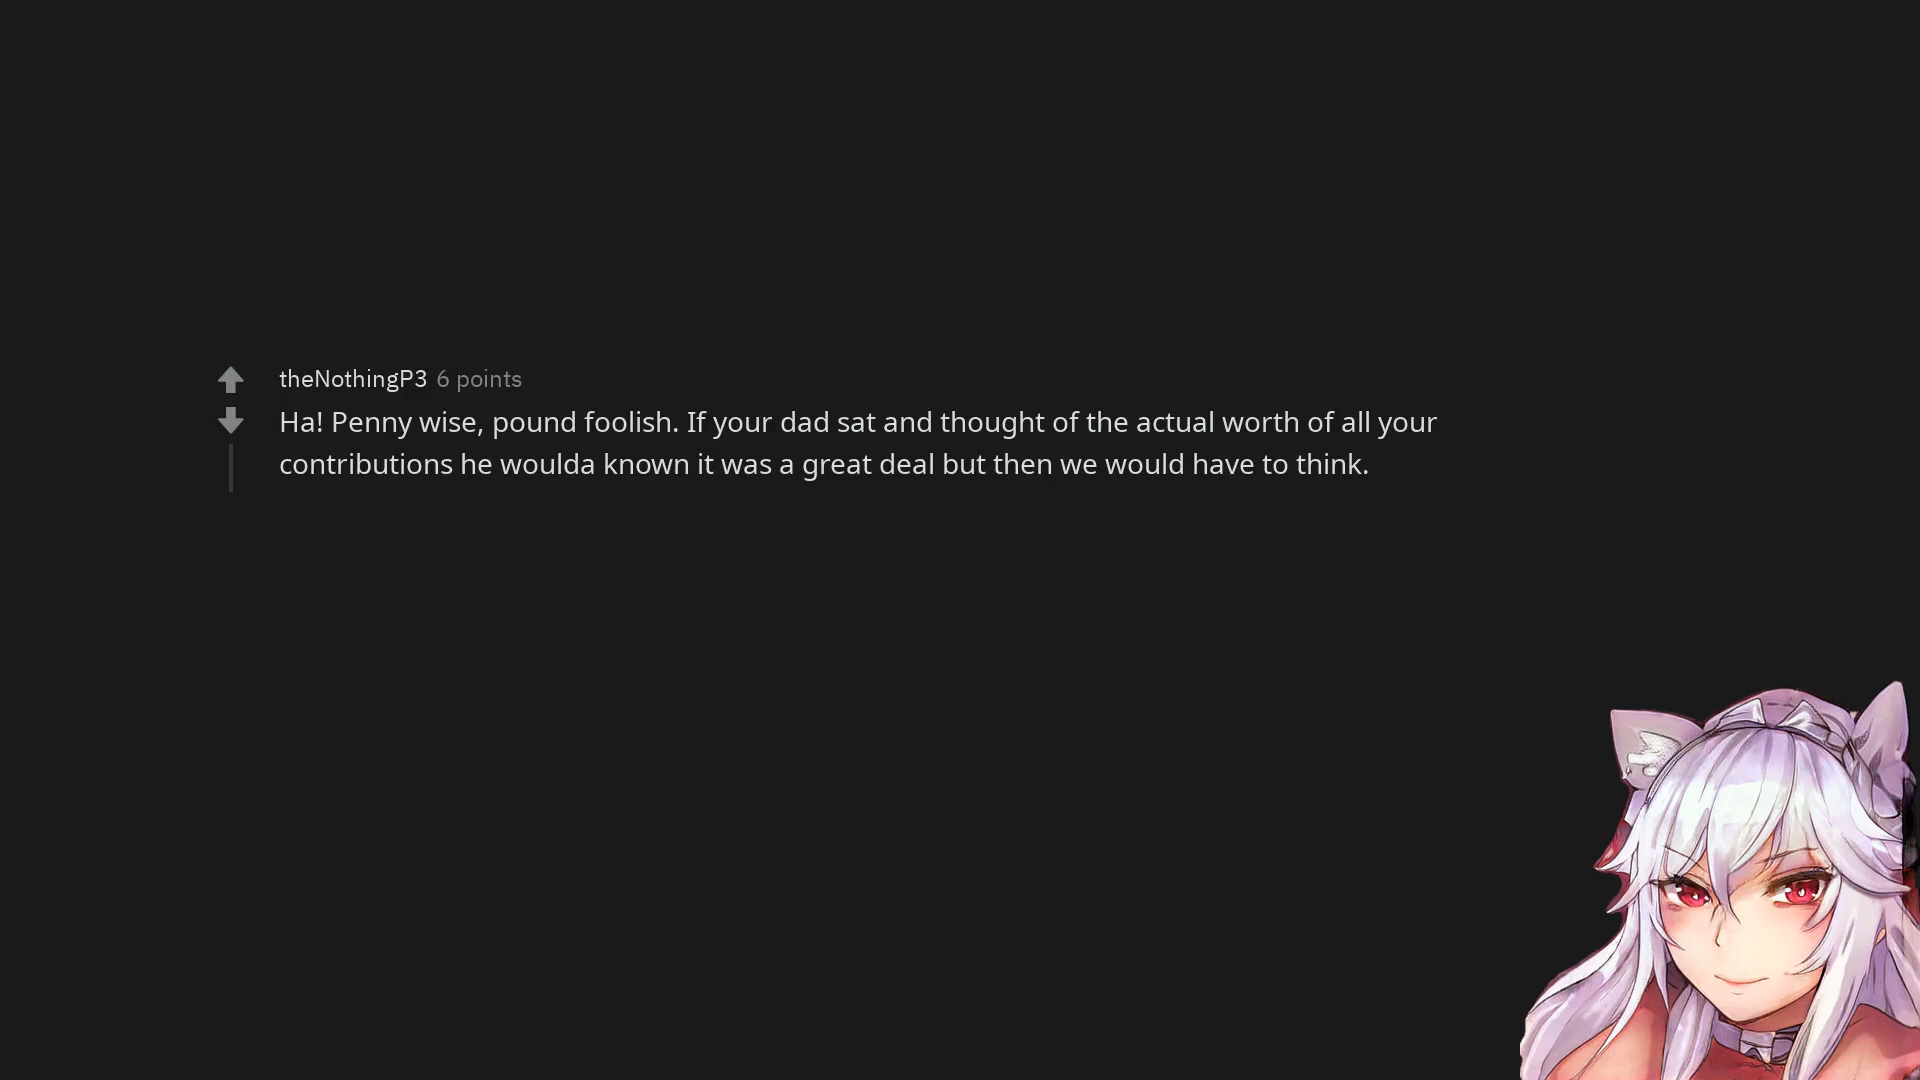 theNothingP3 6 points
Ha! Penny wise, pound foolish. If your dad sat and thought of the actual worth of all your
contributions he woulda known it was a great deal but then we would have to think.